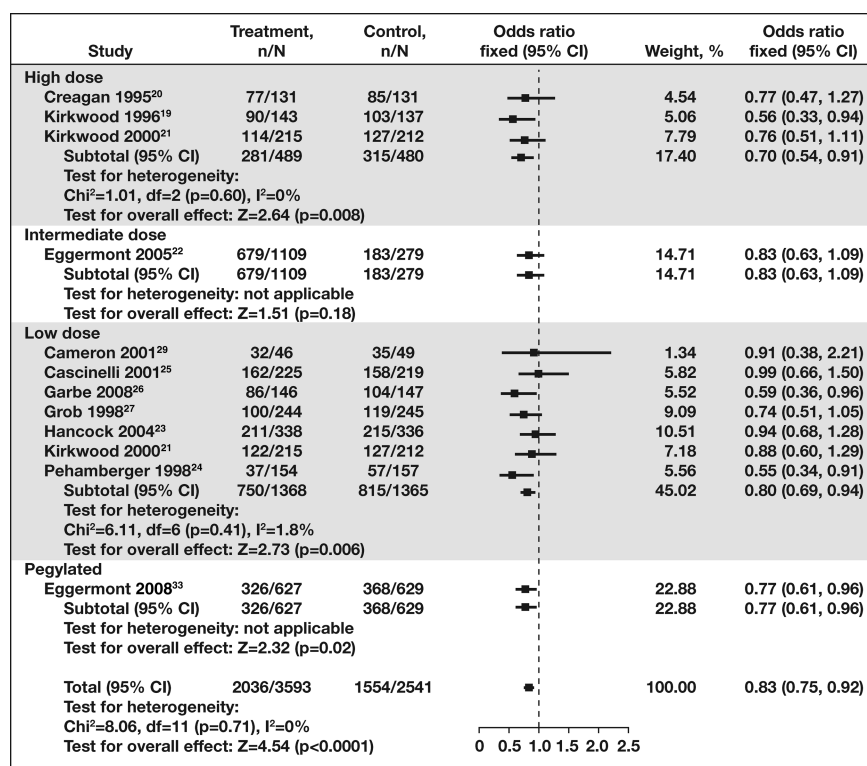 Study Treatment, n/N Control, n/N Odds ratio fixed (95% CI) Weight, % Odds ratio fixed (95% CI)
High dose
Creagan 1995²⁰ 77/131 85/131 4.54 0.77 (0.47, 1.27)
Kirkwood 1996¹⁹ 90/143 103/137 5.06 0.56 (0.33, 0.94)
Kirkwood 2000²¹ 114/215 127/212 7.79 0.76 (0.51, 1.11)
Subtotal (95% CI) 281/489 315/480 17.40 0.70 (0.54, 0.91)
Test for heterogeneity:
Chi²=1.01, df=2 (p=0.60), I²=0%
Test for overall effect: Z=2.64 (p=0.008)
Intermediate dose
Eggermont 2005²² 679/1109 183/279 14.71 0.83 (0.63, 1.09)
Subtotal (95% CI) 679/1109 183/279 14.71 0.83 (0.63, 1.09)
Test for heterogeneity: not applicable
Test for overall effect: Z=1.51 (p=0.18)
Low dose
Cameron 2001²⁹ 32/46 35/49 1.34 0.91 (0.38, 2.21)
Cascinelli 2001²⁵ 162/225 158/219 5.82 0.99 (0.66, 1.50)
Garbe 2008²⁶ 86/146 104/147 5.52 0.59 (0.36, 0.96)
Grob 1998²⁷ 100/244 119/245 9.09 0.74 (0.51, 1.05)
Hancock 2004²³ 211/338 215/336 10.51 0.94 (0.68, 1.28)
Kirkwood 2000²¹ 122/215 127/212 7.18 0.88 (0.60, 1.29)
Pehamberger 1998²⁴ 37/154 57/157 5.56 0.55 (0.34, 0.91)
Subtotal (95% CI) 750/1368 815/1365 45.02 0.80 (0.69, 0.94)
Test for heterogeneity:
Chi²=6.11, df=6 (p=0.41), I²=1.8%
Test for overall effect: Z=2.73 (p=0.006)
Pegylated
Eggermont 2008³³ 326/627 368/629 22.88 0.77 (0.61, 0.96)
Subtotal (95% CI) 326/627 368/629 22.88 0.77 (0.61, 0.96)
Test for heterogeneity: not applicable
Test for overall effect: Z=2.32 (p=0.02)
Total (95% CI) 2036/3593 1554/2541 100.00 0.83 (0.75, 0.92)
Test for heterogeneity:
Chi²=8.06, df=11 (p=0.71), I²=0%
Test for overall effect: Z=4.54 (p<0.0001)
0 0.5 1.0 1.5 2.0 2.5